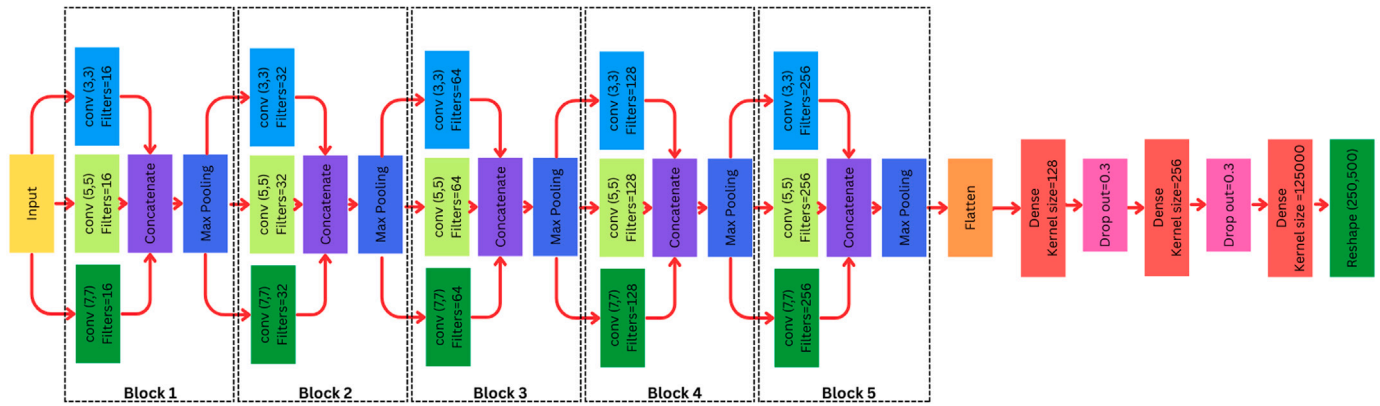 Input
conv (3,3)
Filters=16
conv (5,5)
Filters=16
conv (7,7)
Filters=16
Concatenate
Max Pooling
Block 1
conv (3,3)
Filters=32
conv (5,5)
Filters=32
conv (7,7)
Filters=32
Concatenate
Max Pooling
Block 2
conv (3,3)
Filters=64
conv (5,5)
Filters=64
conv (7,7)
Filters=64
Concatenate
Max Pooling
Block 3
conv (3,3)
Filters=128
conv (5,5)
Filters=128
conv (7,7)
Filters=128
Concatenate
Max Pooling
Block 4
conv (3,3)
Filters=256
conv (5,5)
Filters=256
conv (7,7)
Filters=256
Concatenate
Max Pooling
Block 5
Flatten
Dense
Kernel size=128
Drop out=0.3
Dense
Kernel size=256
Drop out=0.3
Dense
Kernel size =125000
Reshape (250,500)